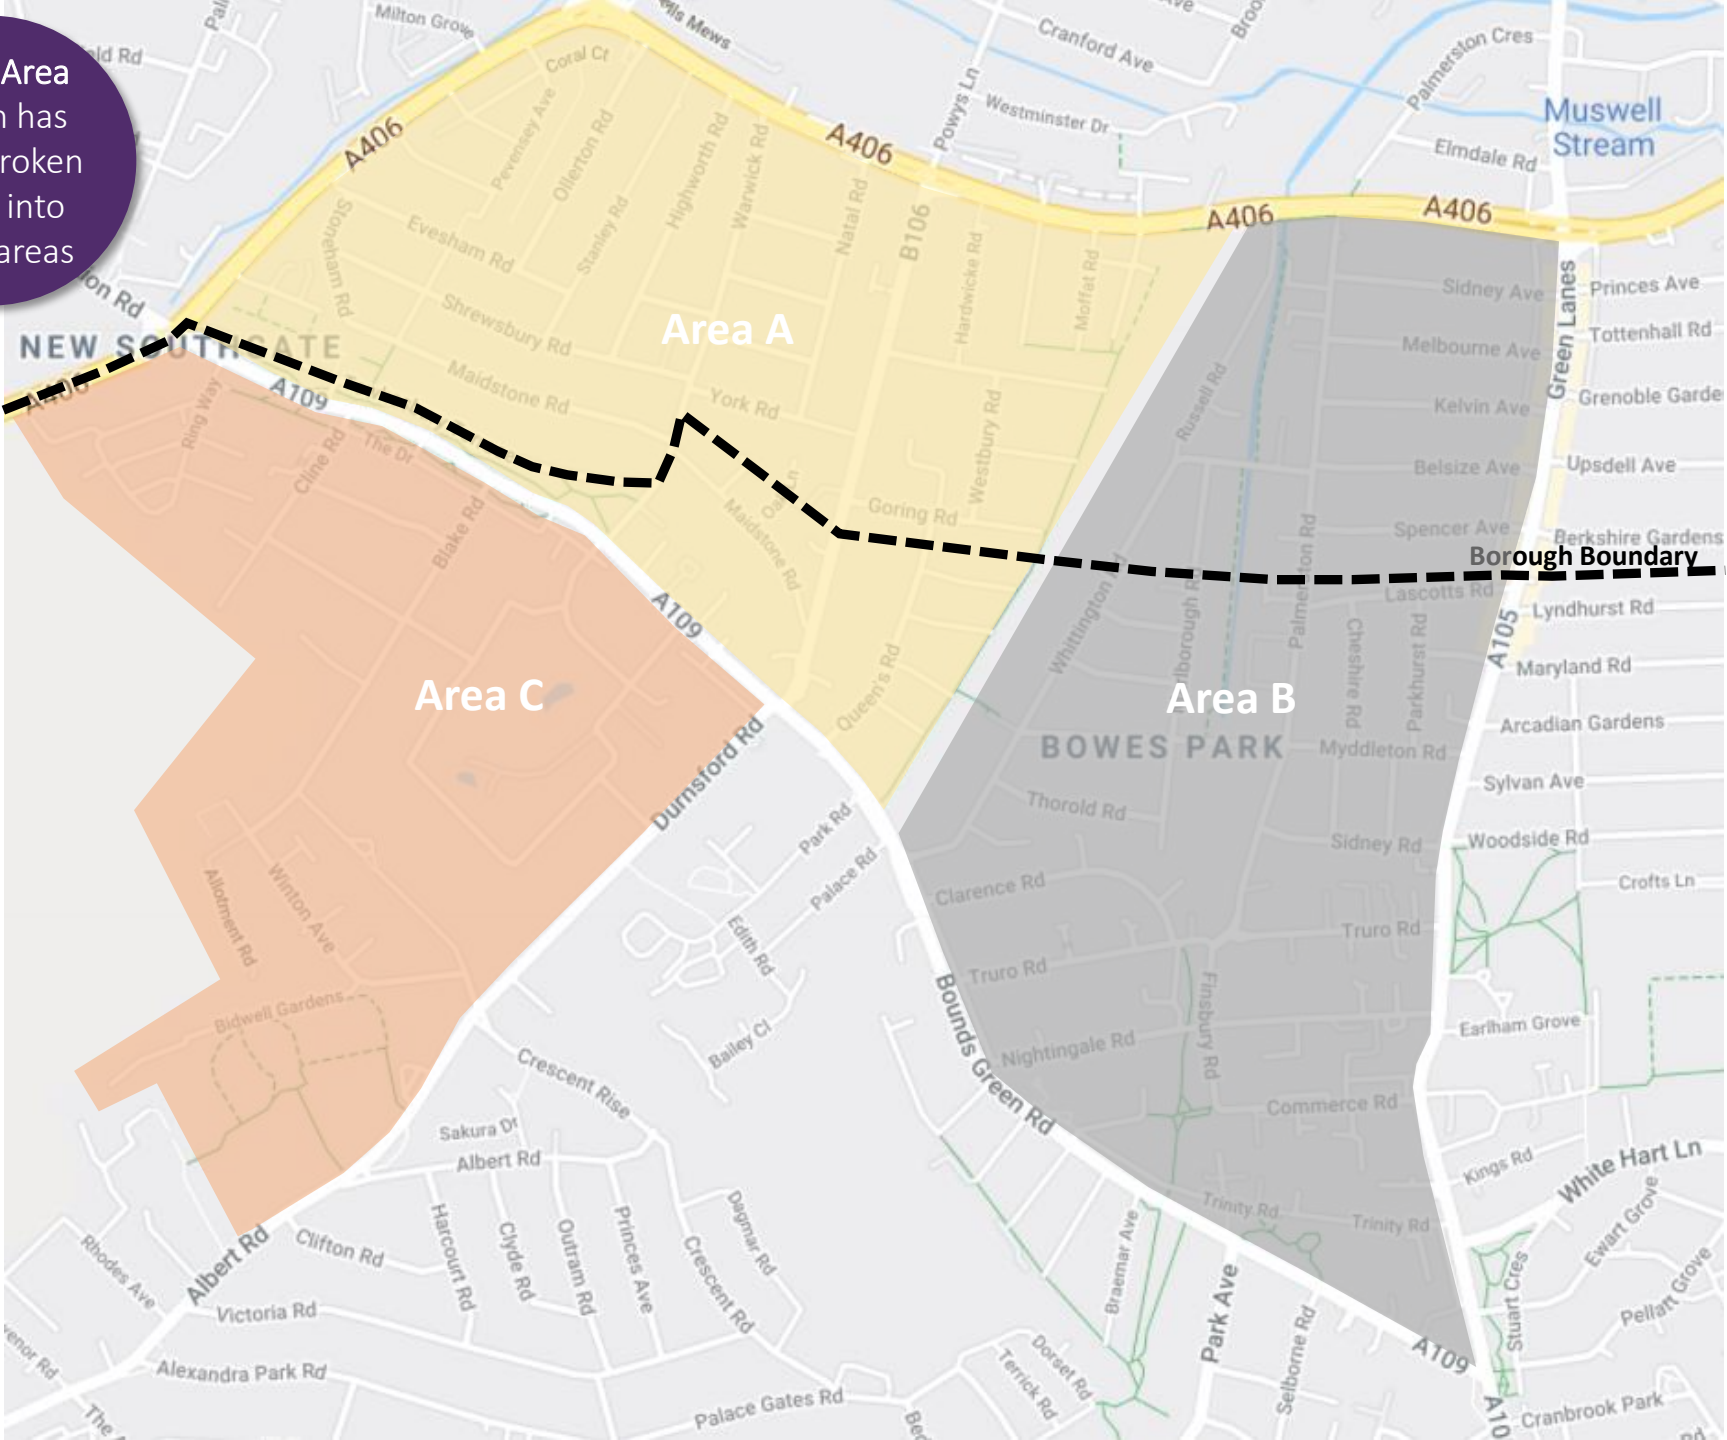 Area
has
into
areas
Milton Grove
Coral Ct
Cranford Ave
Palmerston Cres
Westminster Dr
Powys Ln
Muswell
Stream
Elmdale Rd
A406
A406
A406
A406
A406
Pevensey Ave
Ollerton Rd
Highworth Rd
Warwick Rd
Natal Rd
B106
Stoneham Rd
Evesham Rd
Stanley Rd
Hardwicke Rd
Moffat Rd
Shrewsbury Rd
Area A
NEW SOUTHGATE
Sidney Ave
Princes Ave
Green Lanes
Tottenhall Rd
Melbourne Ave
Maidstone Rd
York Rd
Russell Rd
Kelvin Ave
Grenoble Garde
A109
Ring Way
Cline Rd
The Dr
Westbury Rd
Belsize Ave
Upsdell Ave
Blake Rd
Maidstone Rd
Goring Rd
Palmerston Rd
Spencer Ave
Berkshire Gardens
Borough Boundary
Lascotts Rd
Lyndhurst Rd
A109
Whittington Rd
rlborough Rd
Cheshire Rd
Parkhurst Rd
A105
Maryland Rd
Area C
Queen's Rd
Area B
Arcadian Gardens
BOWES PARK
Myddleton Rd
Durnsford Rd
Sylvan Ave
Thorold Rd
Park Rd
Sidney Rd
Woodside Rd
Palace Rd
Clarence Rd
Crofts Ln
Allotment Rd
Winton Ave
Edith Rd
Truro Rd
Truro Rd
Bidwell Gardens
Bounds Green Rd
Finsbury Rd
Earlham Grove
Bailey Cl
Nightingale Rd
Crescent Rise
Commerce Rd
Sakura Dr
Albert Rd
Kings Rd
White Hart Ln
Trinity Rd
Trinity Rd
Ewart Grove
Rhodes Ave
Albert Rd
Clifton Rd
Harcourt Rd
Clyde Rd
Outram Rd
Princes Ave
Crescent Rd
Dagmar Rd
Braemar Ave
Park Ave
Selborne Rd
Stuart Cres
Pellatt Grove
Victoria Rd
A109
Alexandra Park Rd
Dorset Rd
Terrick Rd
Palace Gates Rd
A10
Cranbrook Park